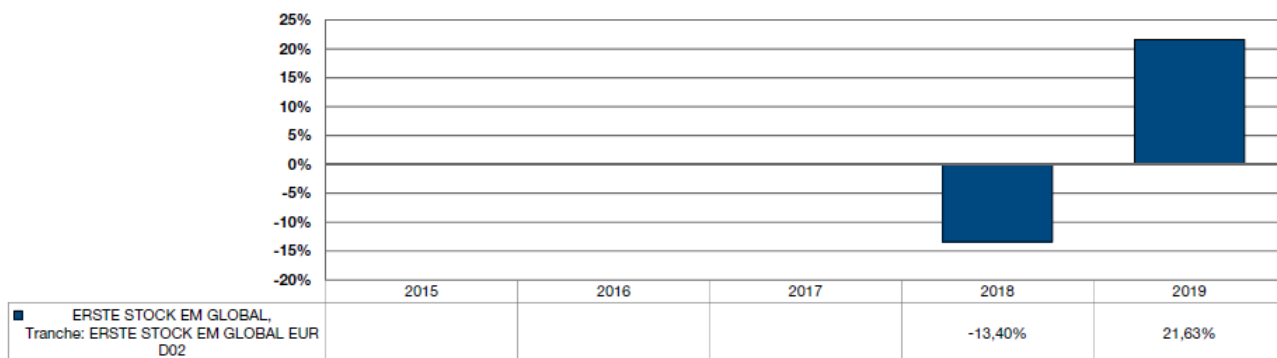 25%
20%
15%
10%
5%
0%
-5%
-10%
-15%
-20%
2015 2016 2017 2018 2019
ERSTE STOCK EM GLOBAL,
Tranche: ERSTE STOCK EM GLOBAL EUR
D02
-13,40% 21,63%